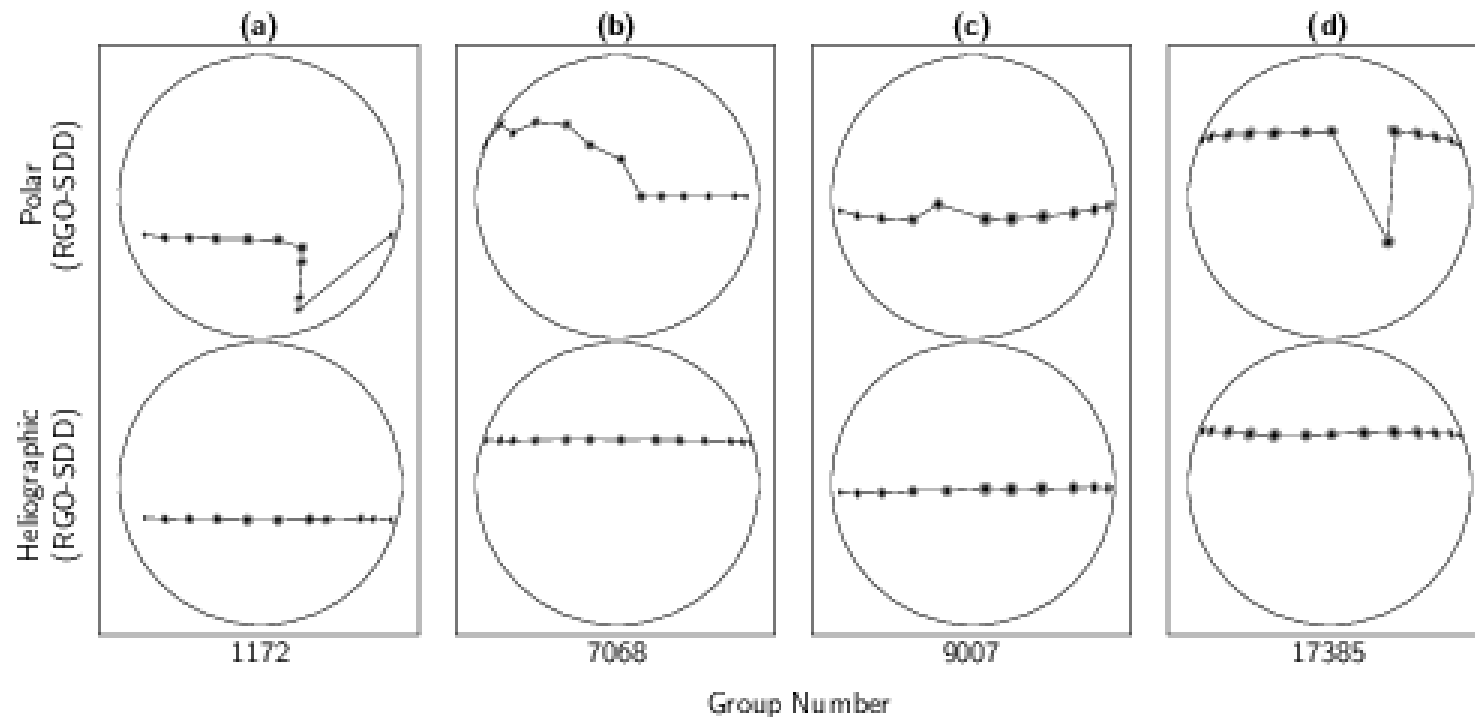 (a)
(b)
(c)
(d)
Polar
(RGO-SDD)
Heliographic
(RGO-SDD)
1172
7068
9007
17385
Group Number